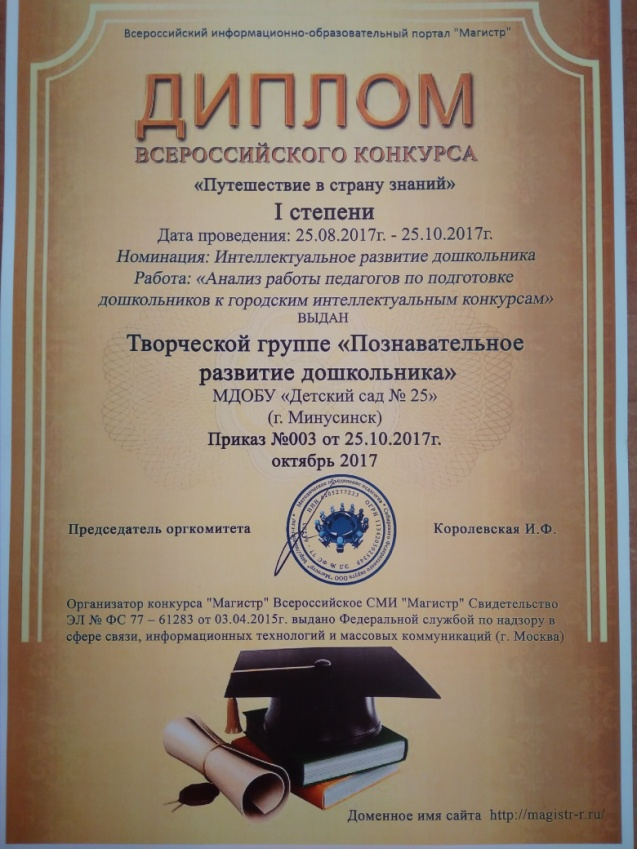 Всероссийский информационно-образовательный портал "Магистр"
ДИПЛОМ
ВСЕРОССИЙСКОГО КОНКУРСА
«Путешествие в страну знаний»
I степени
Дата проведения: 25.08.2017г. - 25.10.2017г.
Номинация: Интеллектуальное развитие дошкольника
Работа: «Анализ работы педагогов по подготовке
дошкольников к городским интеллектуальным конкурсам»
ВЫДАН
Творческой группе «Познавательное
развитие дошкольника»
МДОБУ «Детский сад № 25»
(г. Минусинск)
Приказ №003 от 25.10.2017г.
октябрь 2017
Председатель оргкомитета
Королевская И.Ф.
Организатор конкурса "Магистр" Всероссийское СМИ "Магистр" Свидетельство
ЭЛ № ФС 77 – 61283 от 03.04.2015г. выдано Федеральной службой по надзору в
сфере связи, информационных технологий и массовых коммуникаций (г. Москва)
Доменное имя сайта http://magistr-r.ru/